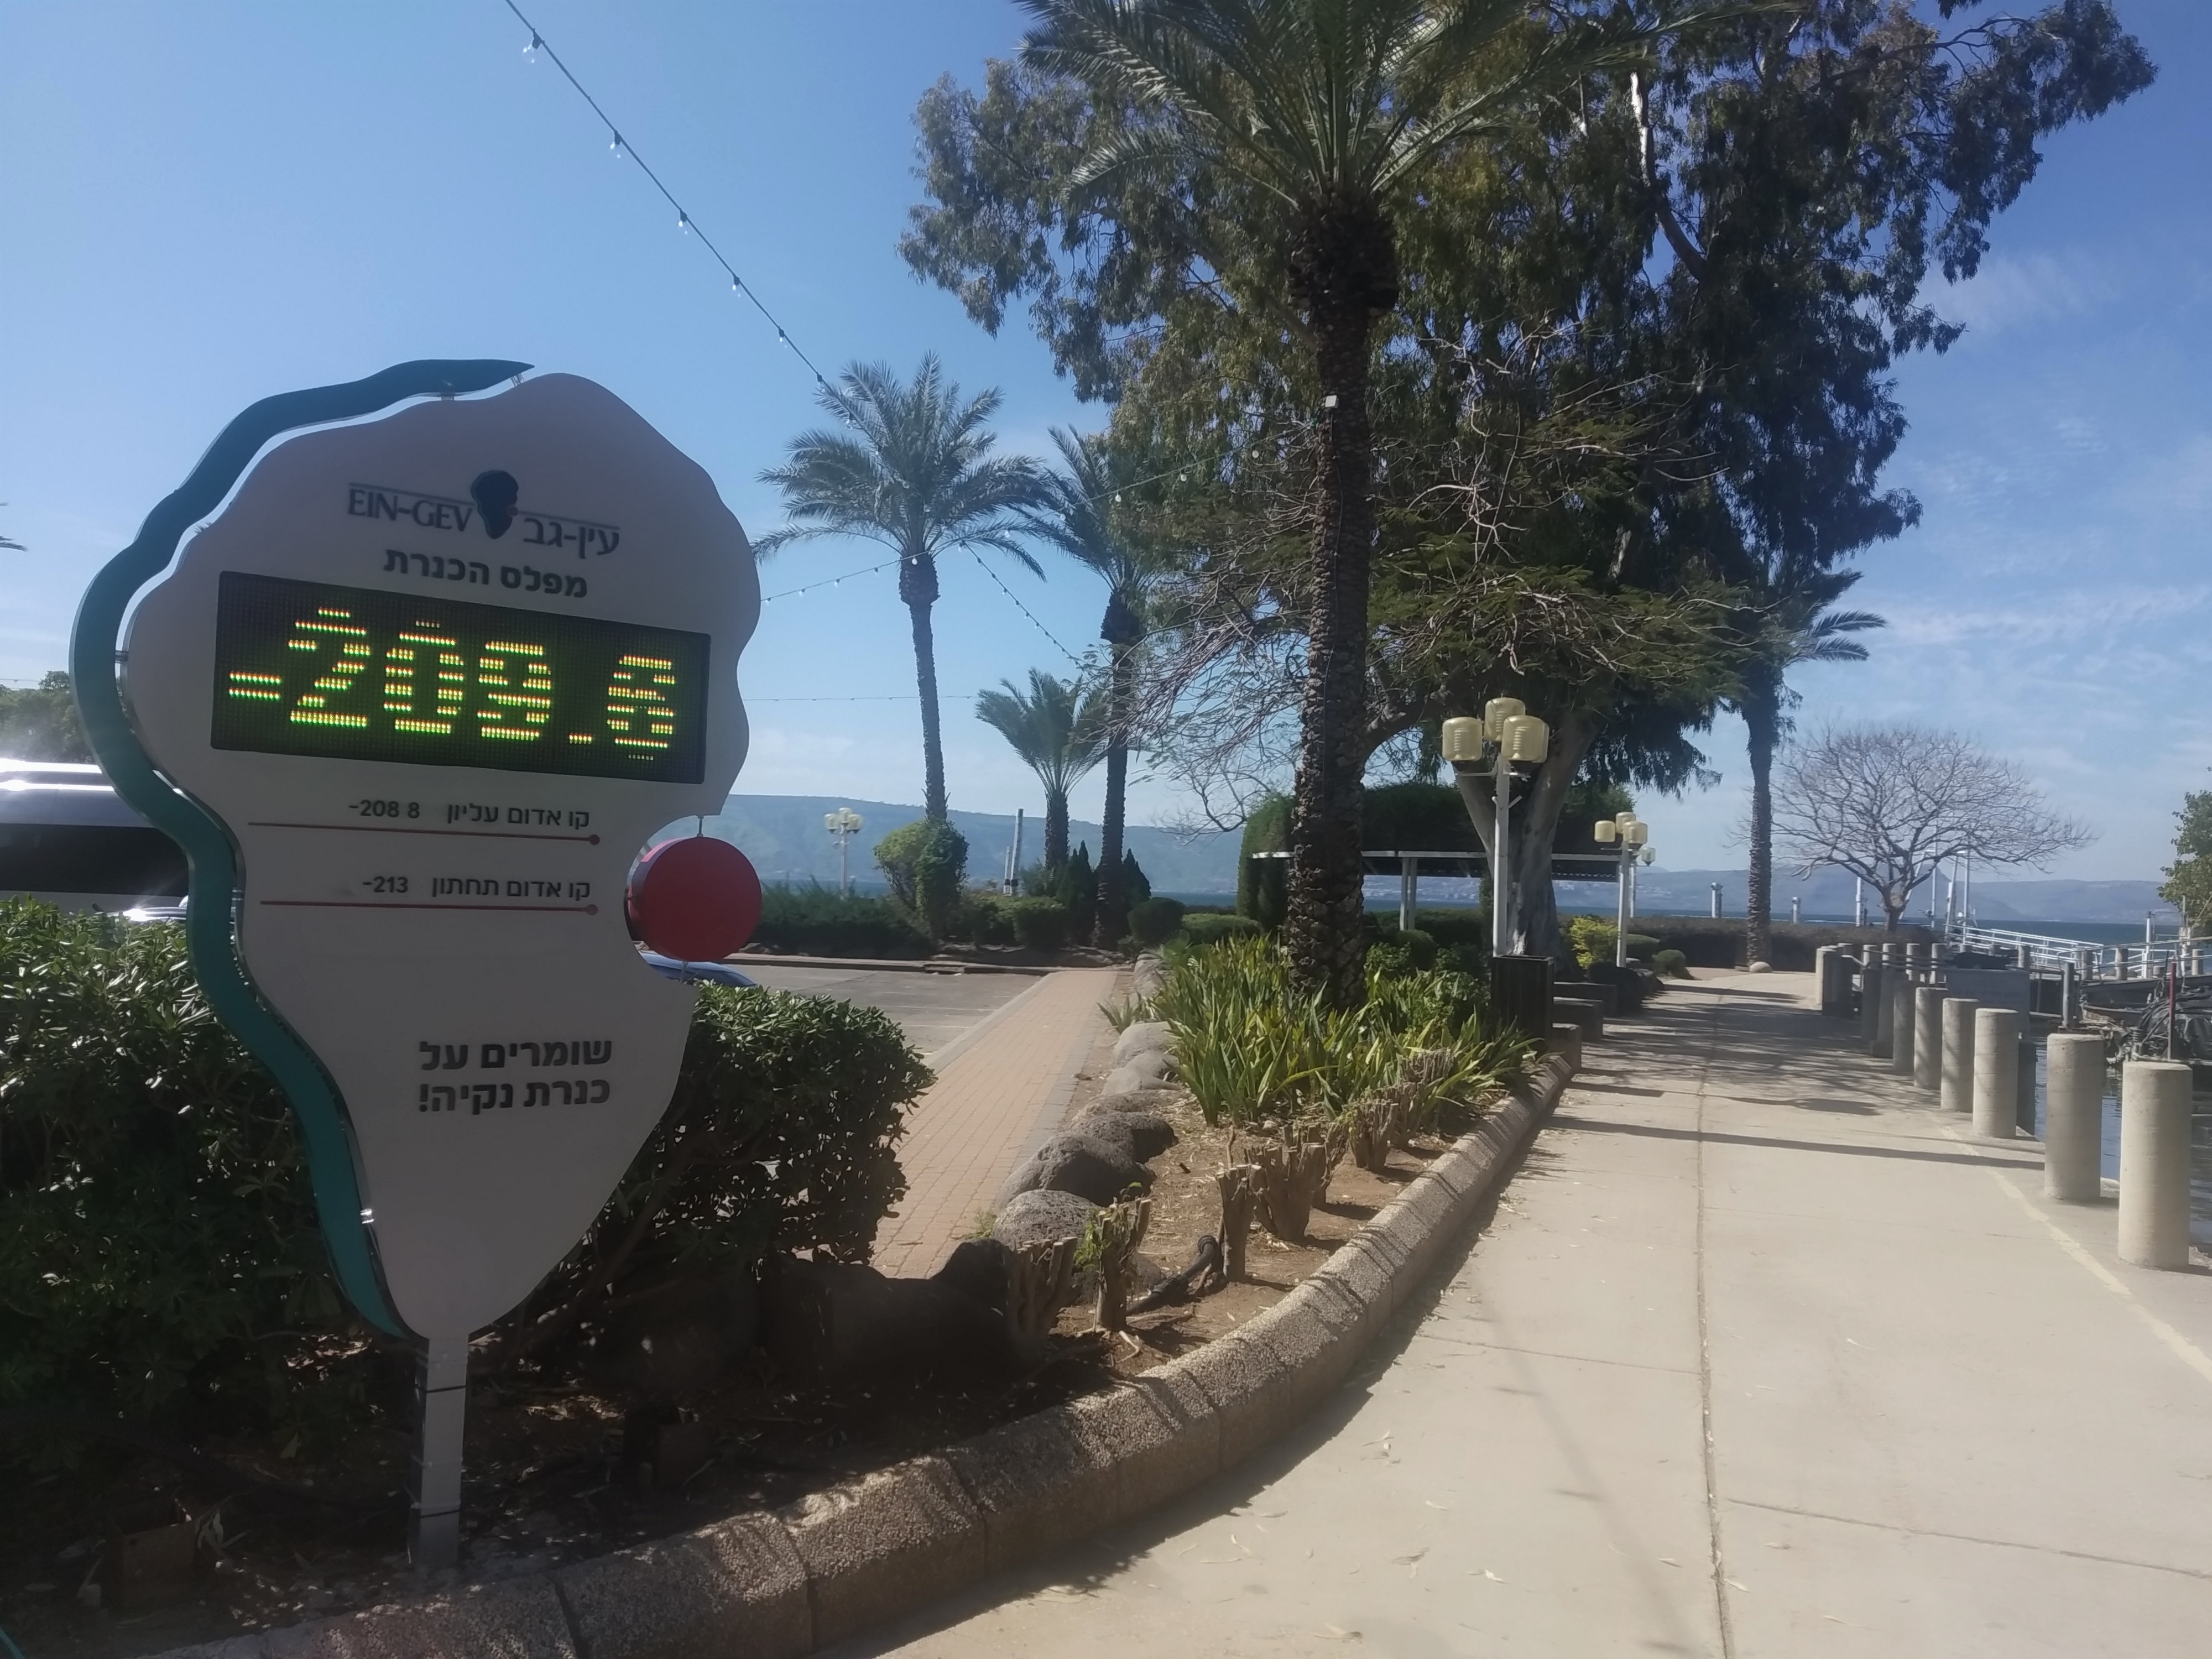 EIN-GEV עין-גב
מפלס הכנרת
-209.6
קו אדום עליון -208 8
קו אדום תחתון -213
שומרים על
כנרת נקיה!